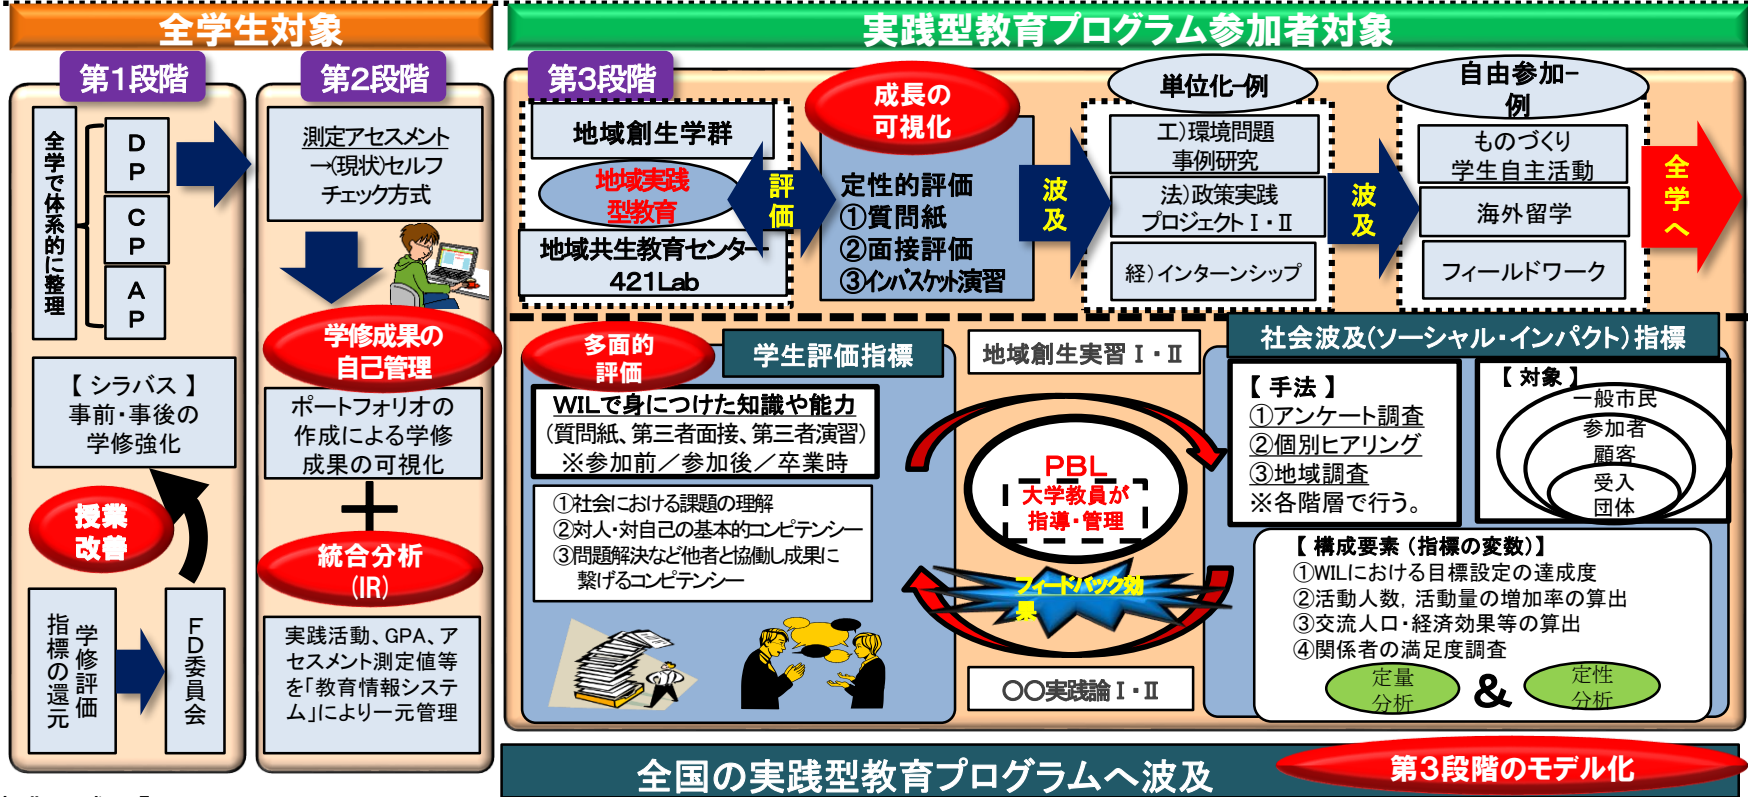 全学生対象
実践型教育プログラム参加者対象
第1段階
全学で体系的に整理
DP
CP
AP
【 シラバス 】
事前・事後の
学修強化
授業
改善
学修評価
指標の還元
FD委員会
第2段階
測定アセスメント
→(現状)セルフ
チェック方式
学修成果の
自己管理
ポートフォリオの
作成による学修
成果の可視化
+
統合分析
(IR)
実践活動、GPA、ア
セスメント測定値等
を「教育情報システ
ム」により一元管理
第3段階
地域創生学群
地域実践
型教育
地域共生教育センター
421Lab
評価
成長の
可視化
定性的評価
①質問紙
②面接評価
③インバスケット演習
波及
単位化-例
工)環境問題
事例研究
法)政策実践
プロジェクトⅠ・Ⅱ
経)インターンシップ
波及
自由参加-
例
ものづくり
学生自主活動
海外留学
フィールドワーク
全学へ
多面的
評価
学生評価指標
WILで身につけた知識や能力
(質問紙、第三者面接、第三者演習)
※参加前／参加後／卒業時
①社会における課題の理解
②対人・対自己の基本的コンピテンシー
③問題解決など他者と協働し成果に
繋げるコンピテンシー
地域創生実習Ⅰ・Ⅱ
PBL
大学教員が
指導・管理
フィードバック効
果
〇〇実践論Ⅰ・Ⅱ
社会波及(ソーシャル・インパクト)指標
【 手法 】
①アンケート調査
②個別ヒアリング
③地域調査
※各階層で行う。
【 対象 】
一般市民
参加者
顧客
受入
団体
【 構成要素 (指標の変数)】
①WILにおける目標設定の達成度
②活動人数, 活動量の増加率の算出
③交流人口・経済効果等の算出
④関係者の満足度調査
定量
分析
&
定性
分析
全国の実践型教育プログラムへ波及
第3段階のモデル化